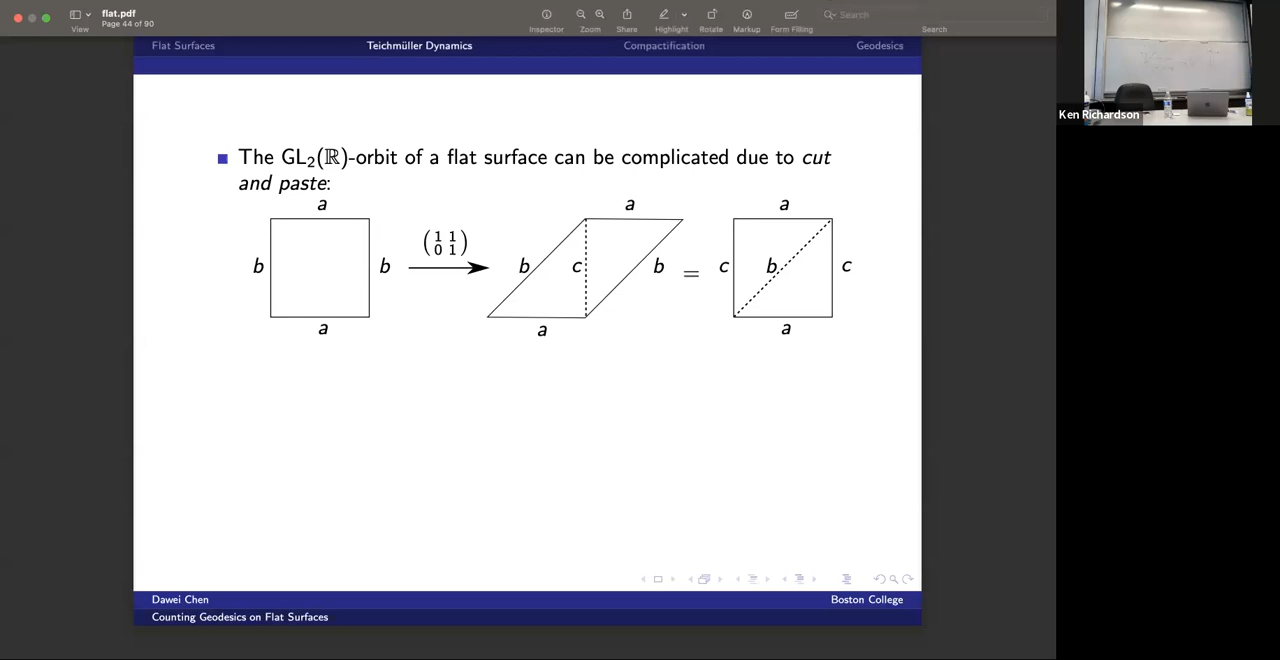 flat.pdf
Page 44 of 90
View
Inspector
Zoom
Share
Highlight
Rotate
Markup
Form Filling
Search
Search
Ken Richardson
Flat Surfaces
Teichmüller Dynamics
Compactification
Geodesics
The GL₂(ℝ)-orbit of a flat surface can be complicated due to cut
and paste:
a
b
b
a
(1 1
0 1)
a
b
c
b
a
=
a
c
b
c
a
Dawei Chen
Boston College
Counting Geodesics on Flat Surfaces